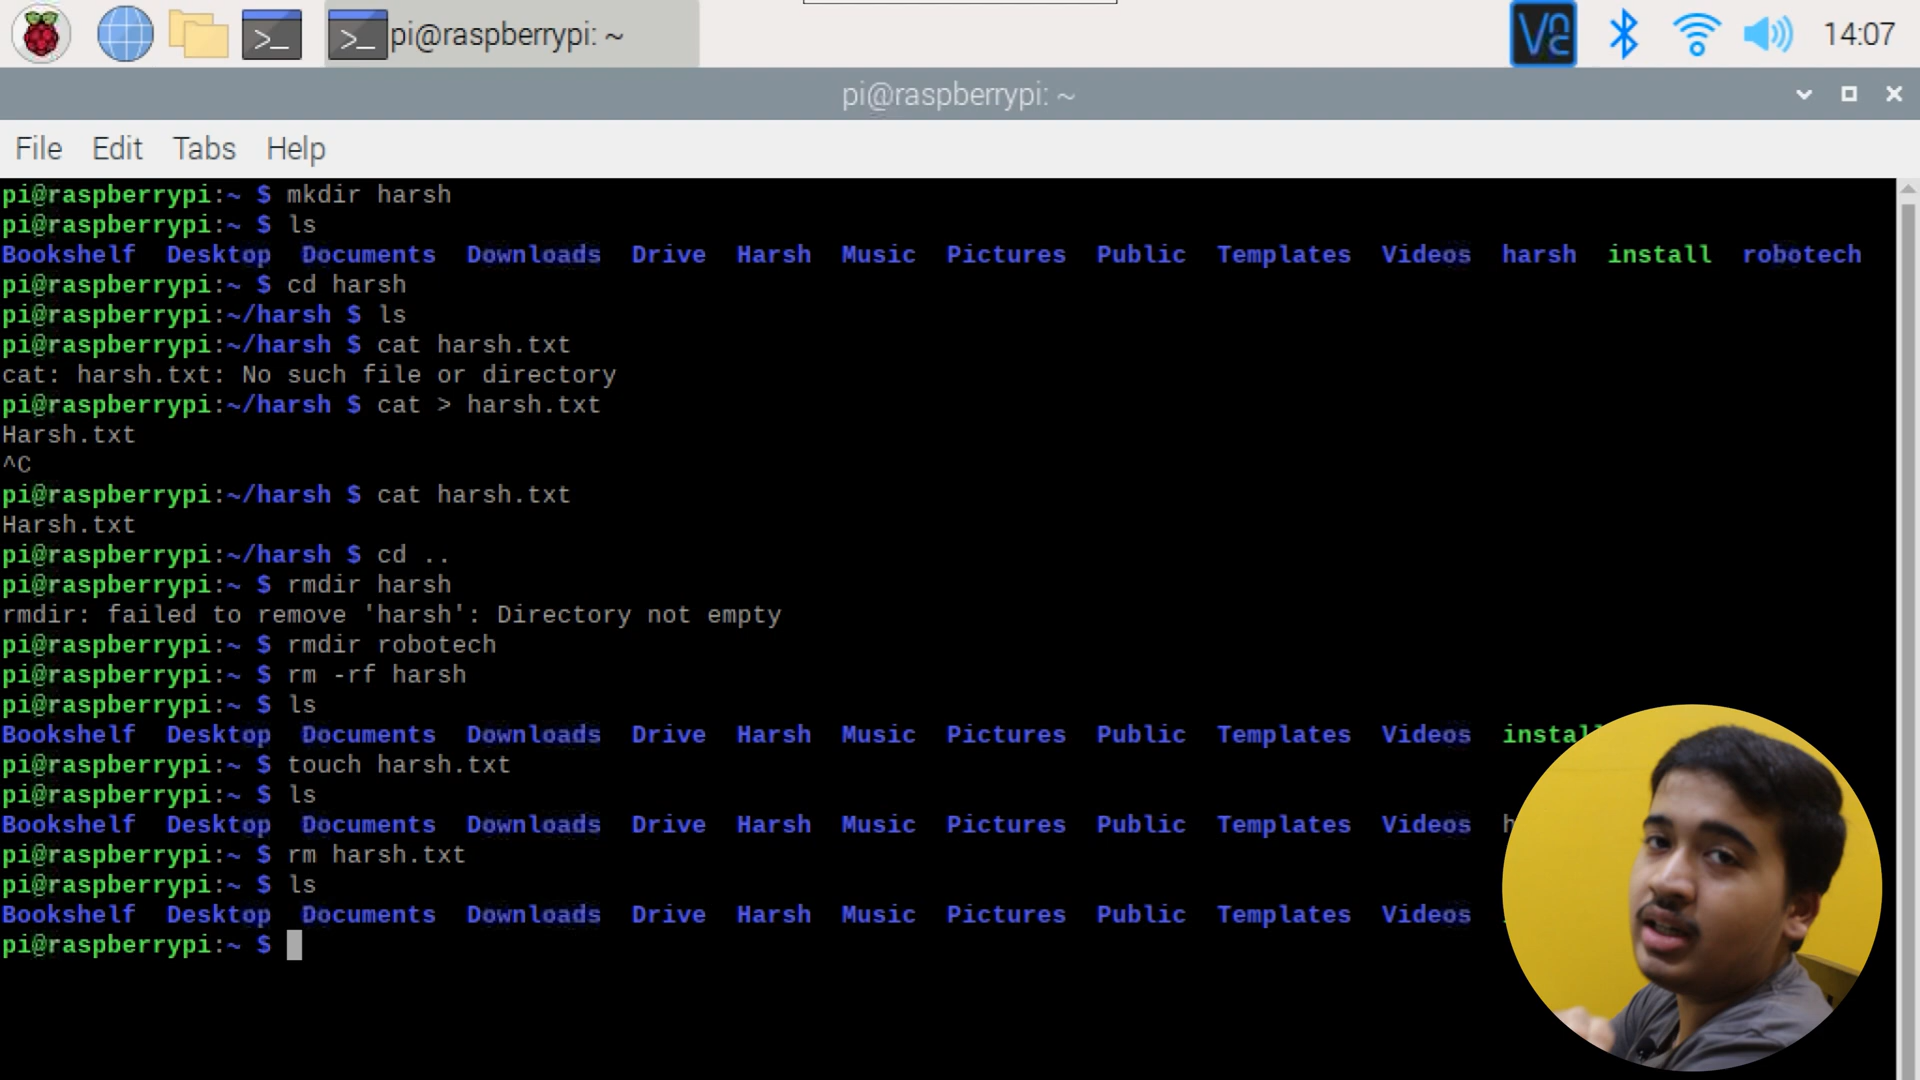 >_ >_ pi@raspberrypi: ~ VNC 14:07
pi@raspberrypi: ~
File Edit Tabs Help
pi@raspberrypi:~ $ mkdir harsh
pi@raspberrypi:~ $ ls
Bookshelf Desktop Documents Downloads Drive Harsh Music Pictures Public Templates Videos harsh install robotech
pi@raspberrypi:~ $ cd harsh
pi@raspberrypi:~/harsh $ ls
pi@raspberrypi:~/harsh $ cat harsh.txt
cat: harsh.txt: No such file or directory
pi@raspberrypi:~/harsh $ cat > harsh.txt
Harsh.txt
^C
pi@raspberrypi:~/harsh $ cat harsh.txt
Harsh.txt
pi@raspberrypi:~/harsh $ cd ..
pi@raspberrypi:~ $ rmdir harsh
rmdir: failed to remove 'harsh': Directory not empty
pi@raspberrypi:~ $ rmdir robotech
pi@raspberrypi:~ $ rm -rf harsh
pi@raspberrypi:~ $ ls
Bookshelf Desktop Documents Downloads Drive Harsh Music Pictures Public Templates Videos install
pi@raspberrypi:~ $ touch harsh.txt
pi@raspberrypi:~ $ ls
Bookshelf Desktop Documents Downloads Drive Harsh Music Pictures Public Templates Videos
pi@raspberrypi:~ $ rm harsh.txt
pi@raspberrypi:~ $ ls
Bookshelf Desktop Documents Downloads Drive Harsh Music Pictures Public Templates Videos
pi@raspberrypi:~ $